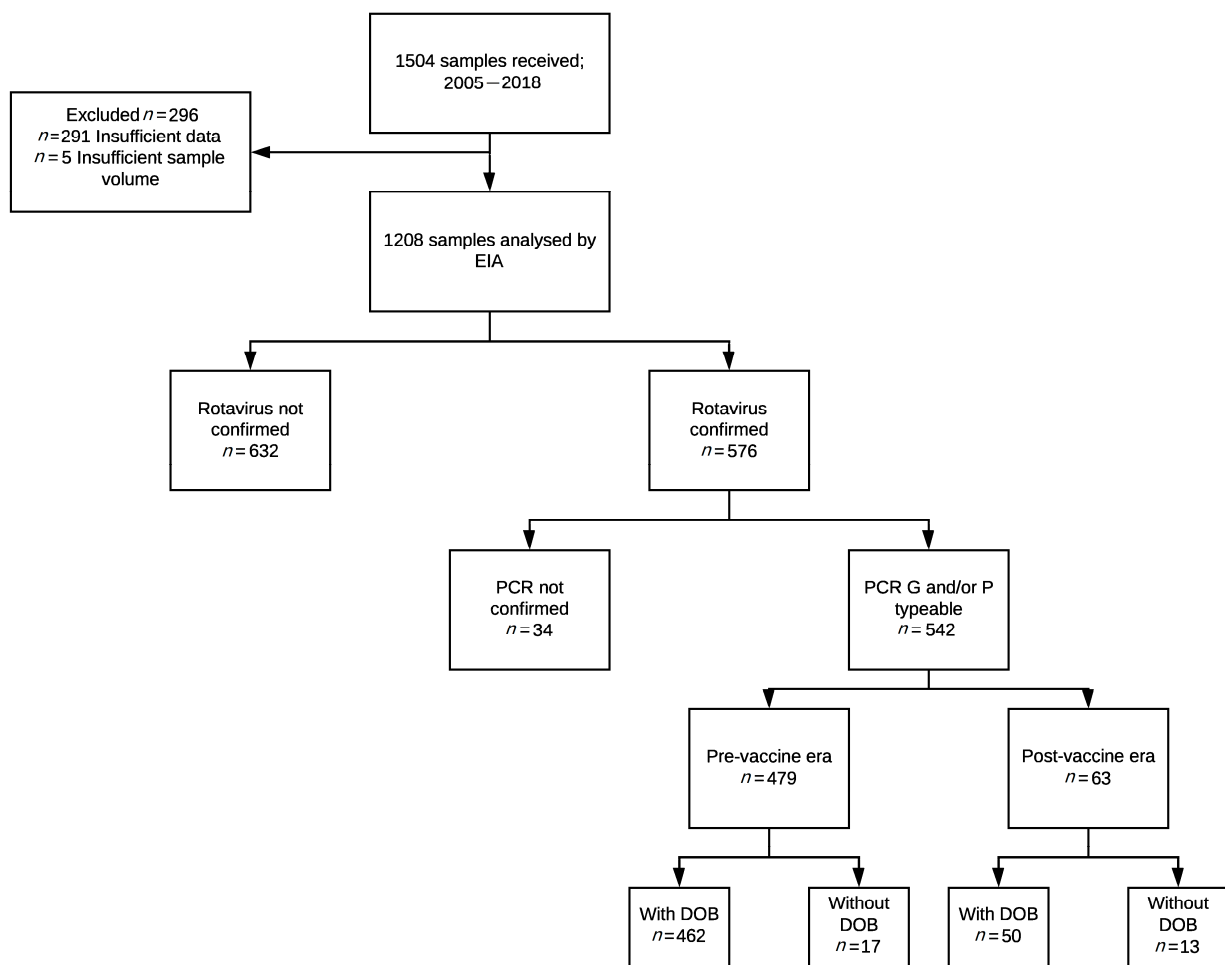 1504 samples received;
2005—2018
Excluded n=296
n=291 Insufficient data
n=5 Insufficient sample
volume
1208 samples analysed by
EIA
Rotavirus not
confirmed
n=632
Rotavirus
confirmed
n=576
PCR not
confirmed
n=34
PCR G and/or P
typeable
n=542
Pre-vaccine era
n=479
Post-vaccine era
n=63
With DOB
n=462
Without
DOB
n=17
With DOB
n=50
Without
DOB
n=13